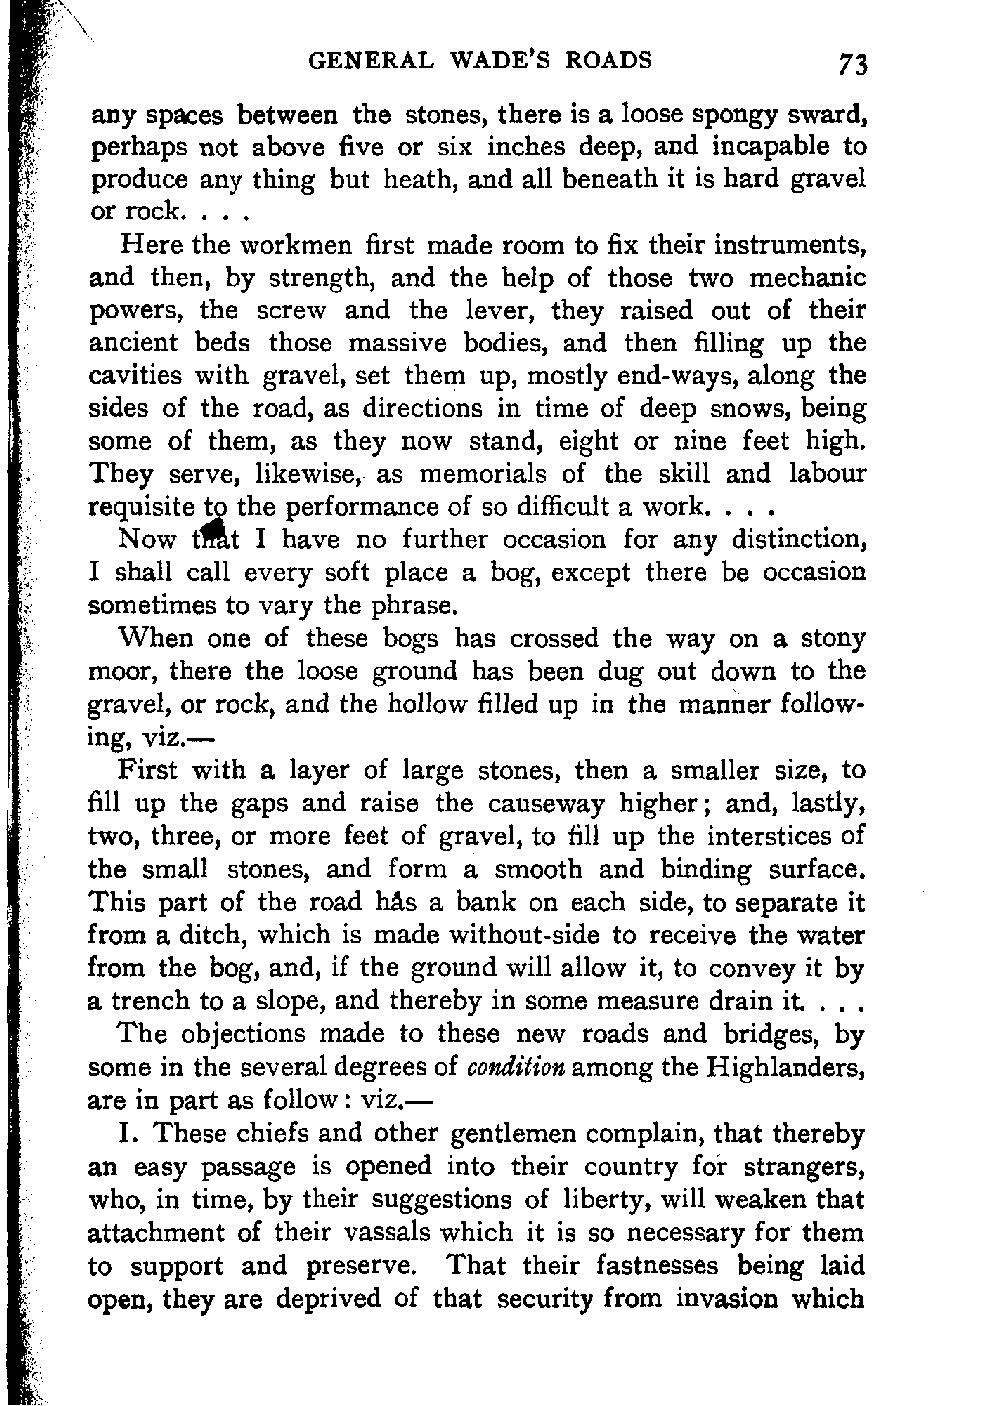 GENERAL WADE'S ROADS 73
any spaces between the stones, there is a loose spongy sward,
perhaps not above five or six inches deep, and incapable to
produce any thing but heath, and all beneath it is hard gravel
or rock. . . .
Here the workmen first made room to fix their instruments,
and then, by strength, and the help of those two mechanic
powers, the screw and the lever, they raised out of their
ancient beds those massive bodies, and then filling up the
cavities with gravel, set them up, mostly end-ways, along the
sides of the road, as directions in time of deep snows, being
some of them, as they now stand, eight or nine feet high.
They serve, likewise, as memorials of the skill and labour
requisite to the performance of so difficult a work. . . .
Now that I have no further occasion for any distinction,
I shall call every soft place a bog, except there be occasion
sometimes to vary the phrase.
When one of these bogs has crossed the way on a stony
moor, there the loose ground has been dug out down to the
gravel, or rock, and the hollow filled up in the manner follow-
ing, viz.—
First with a layer of large stones, then a smaller size, to
fill up the gaps and raise the causeway higher; and, lastly,
two, three, or more feet of gravel, to fill up the interstices of
the small stones, and form a smooth and binding surface.
This part of the road has a bank on each side, to separate it
from a ditch, which is made without-side to receive the water
from the bog, and, if the ground will allow it, to convey it by
a trench to a slope, and thereby in some measure drain it. . . .
The objections made to these new roads and bridges, by
some in the several degrees of condition among the Highlanders,
are in part as follow: viz.—
I. These chiefs and other gentlemen complain, that thereby
an easy passage is opened into their country for strangers,
who, in time, by their suggestions of liberty, will weaken that
attachment of their vassals which it is so necessary for them
to support and preserve. That their fastnesses being laid
open, they are deprived of that security from invasion which